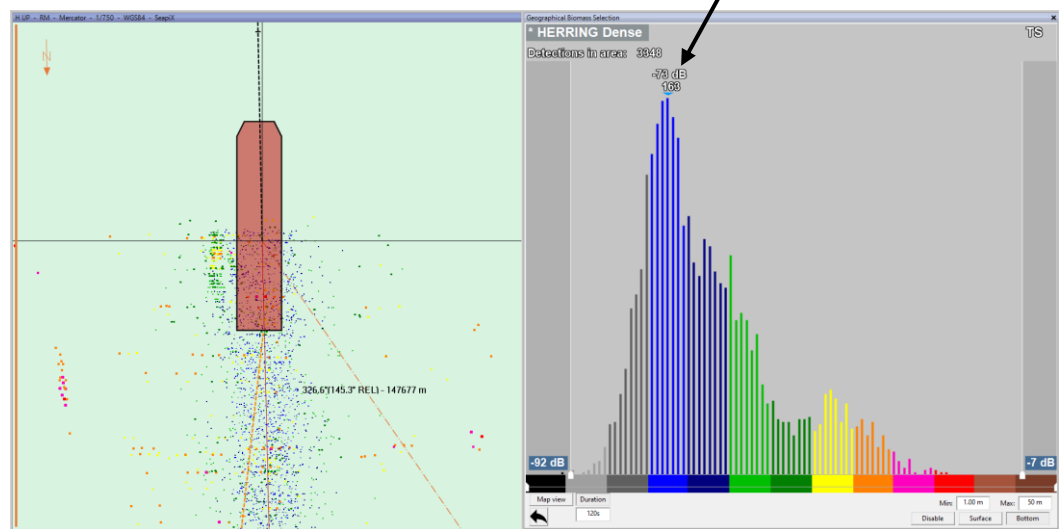 H UP - RM - Mercator - 1/750 - WGS84 - SeapiX
N
326,6°(145.3° REL) - 147677 m
Geographical Biomass Selection
* HERRING Dense
TS
Detections in area: 3348
-73 dB
163
-92 dB
-7 dB
Map view
Duration
120s
Min: 1.00 m
Max: 50 m
Disable
Surface
Bottom